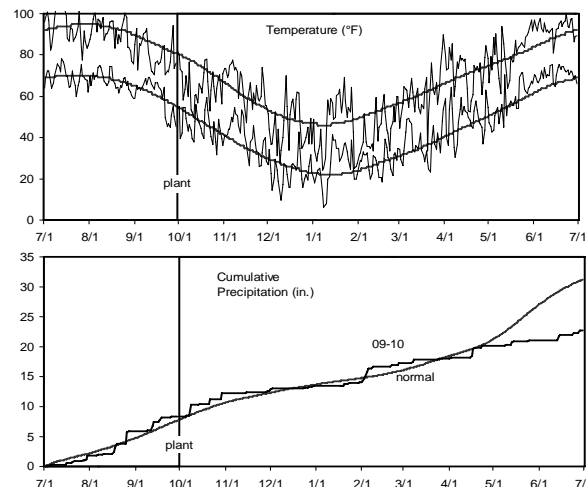 100
Temperature (°F)
80
60
40
20
plant
0
7/1 8/1 9/1 10/1 11/1 12/1 1/1 2/1 3/1 4/1 5/1 6/1 7/1
35
Cumulative
Precipitation (in.)
30
25
09-10
20
normal
15
10
5
plant
0
7/1 8/1 9/1 10/1 11/1 12/1 1/1 2/1 3/1 4/1 5/1 6/1 7/